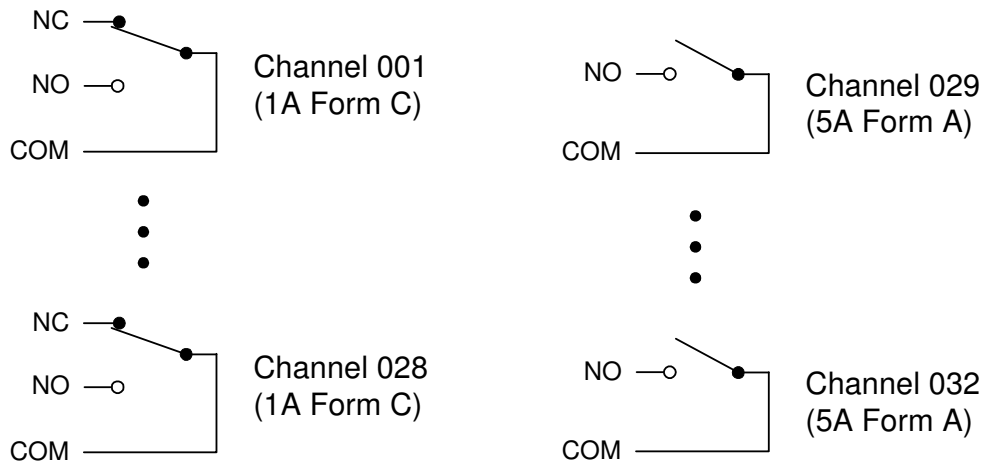 NC
NO
COM
Channel 001
(1A Form C)
NO
COM
Channel 029
(5A Form A)
NC
NO
COM
Channel 028
(1A Form C)
NO
COM
Channel 032
(5A Form A)